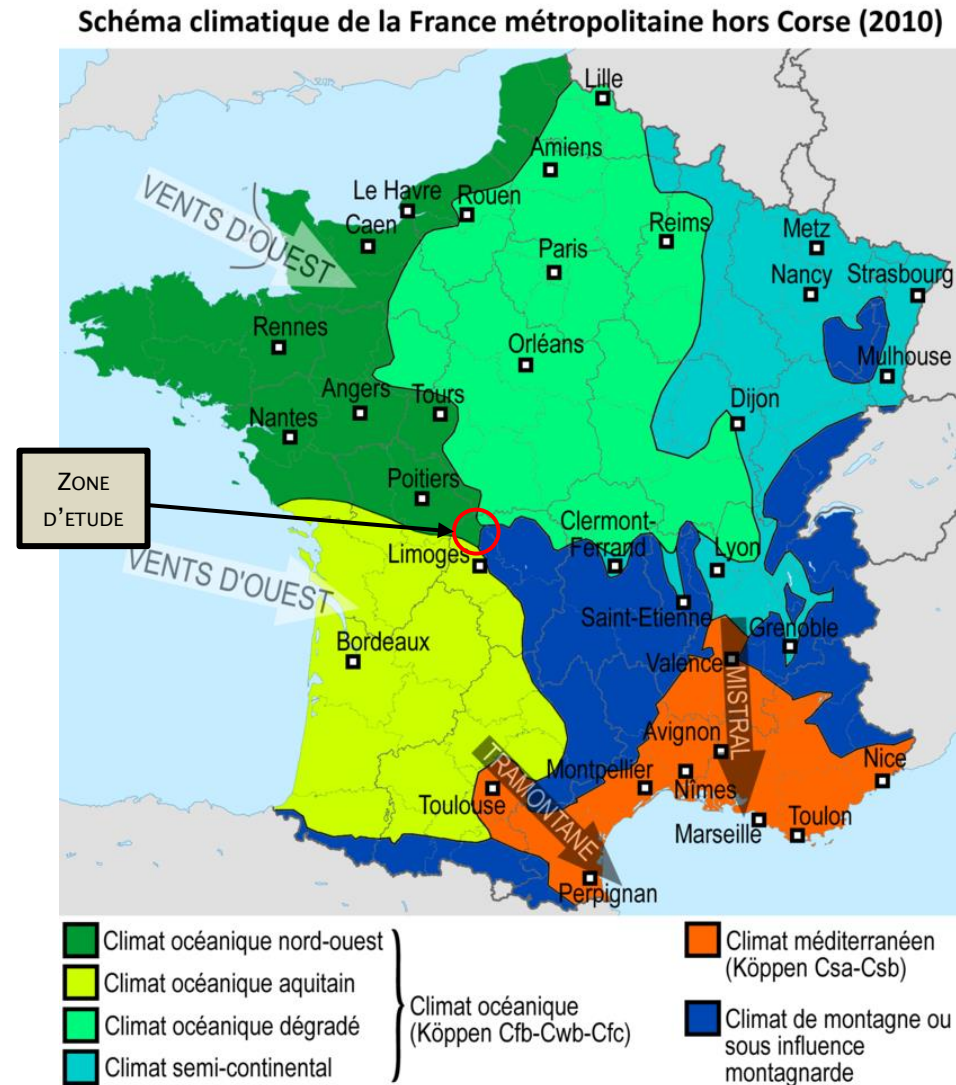 Schéma climatique de la France métropolitaine hors Corse (2010)
Lille
Amiens
VENTS D'OUEST
Le Havre
Rouen
Caen
Reims
Metz
Paris
Nancy
Strasbourg
Rennes
Orléans
Mulhouse
Angers
Tours
Dijon
Nantes
Poitiers
ZONE
D'ETUDE
Clermont-
Ferrand
Lyon
Limoges
VENTS D'OUEST
Saint-Etienne
Grenoble
Bordeaux
Valence
MISTRAL
Avignon
TRAMONTANE
Montpellier
Nice
Toulouse
Nîmes
Marseille
Toulon
Perpignan
Climat océanique nord-ouest
Climat océanique aquitain
Climat océanique dégradé
Climat semi-continental
Climat océanique
(Köppen Cfb-Cwb-Cfc)
Climat méditerranéen
(Köppen Csa-Csb)
Climat de montagne ou
sous influence
montagnarde